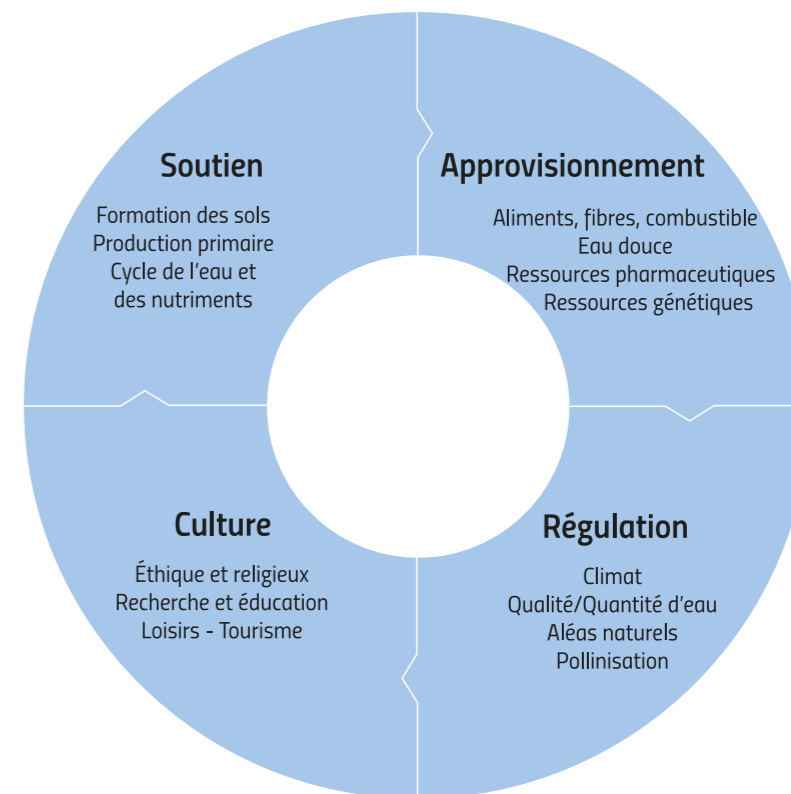 Soutien
Formation des sols
Production primaire
Cycle de l'eau et
des nutriments
Approvisionnement
Aliments, fibres, combustible
Eau douce
Ressources pharmaceutiques
Ressources génétiques
Culture
Éthique et religieux
Recherche et éducation
Loisirs - Tourisme
Régulation
Climat
Qualité/Quantité d'eau
Aléas naturels
Pollinisation